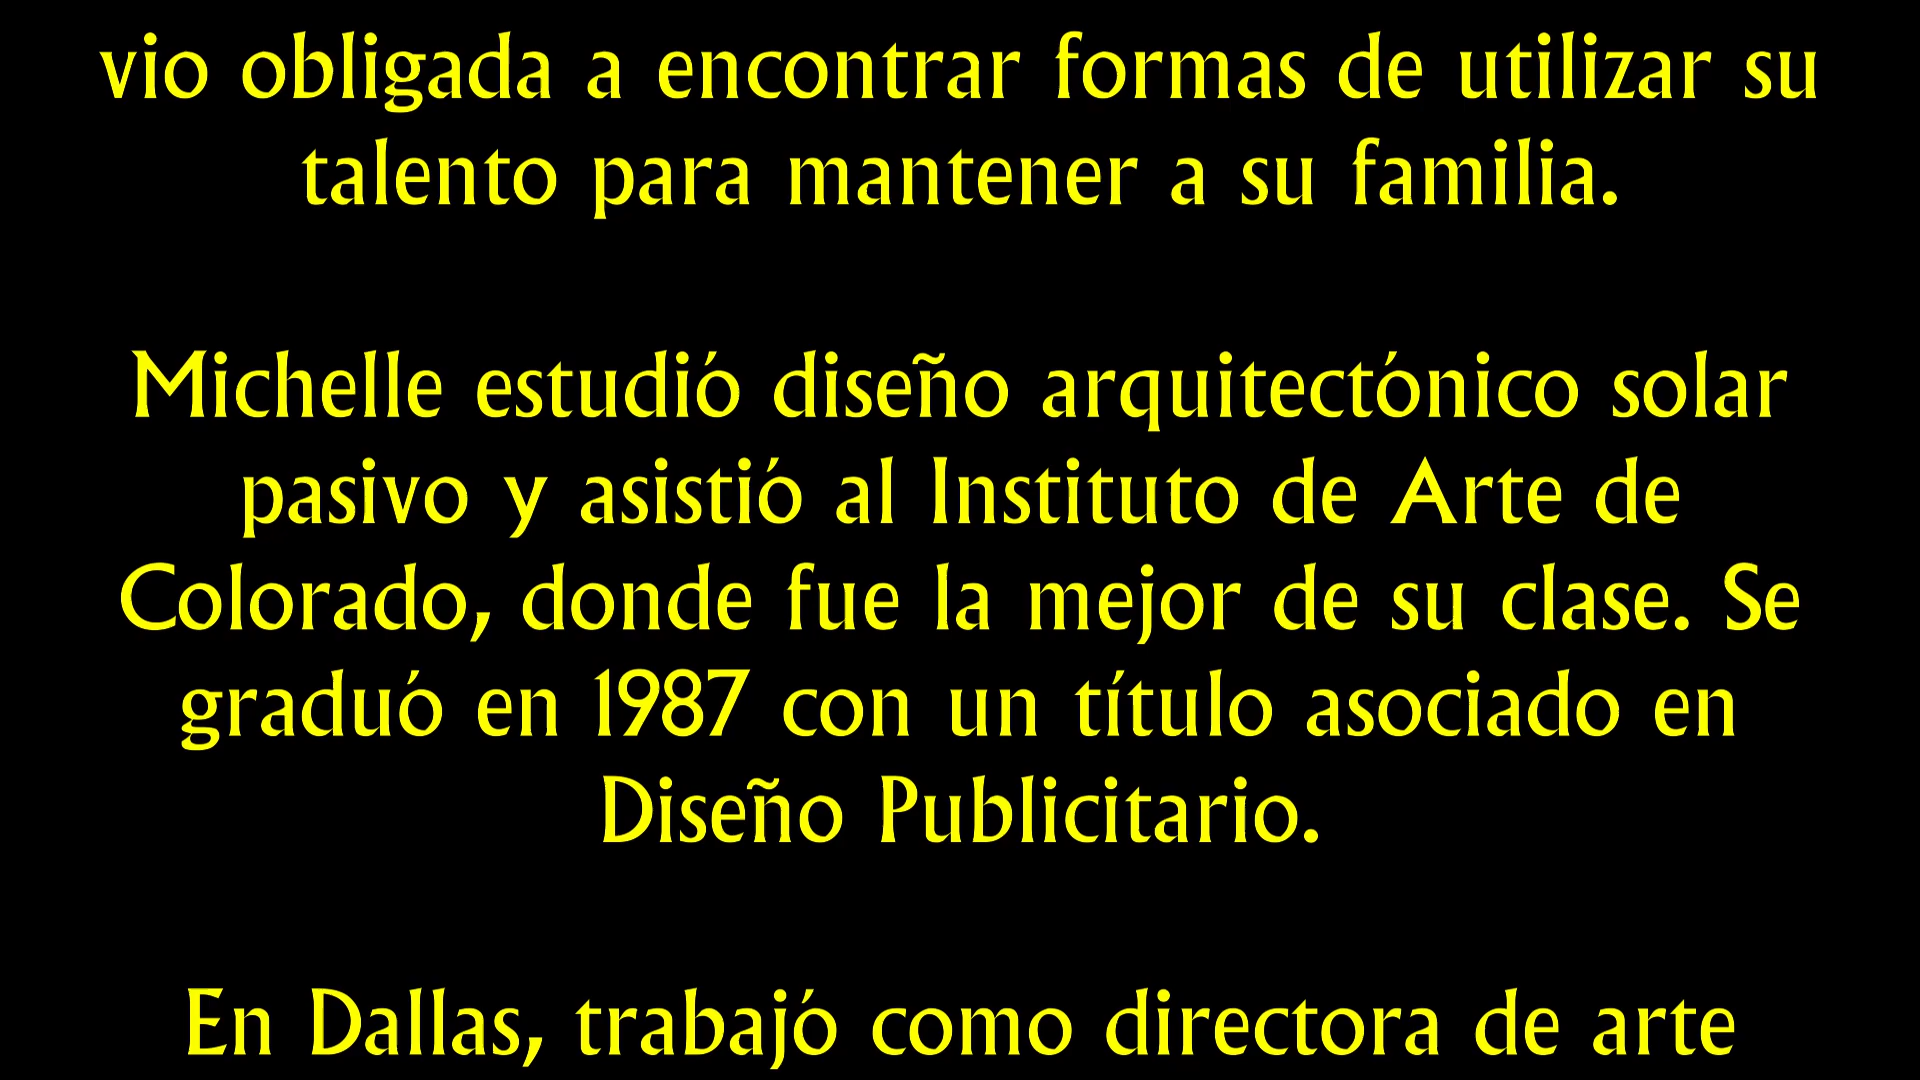 vio obligada a encontrar formas de utilizar su
talento para mantener a su familia.
Michelle estudió diseño arquitectónico solar
pasivo y asistió al Instituto de Arte de
Colorado, donde fue la mejor de su clase. Se
graduó en 1987 con un título asociado en
Diseño Publicitario.
En Dallas, trabajó como directora de arte